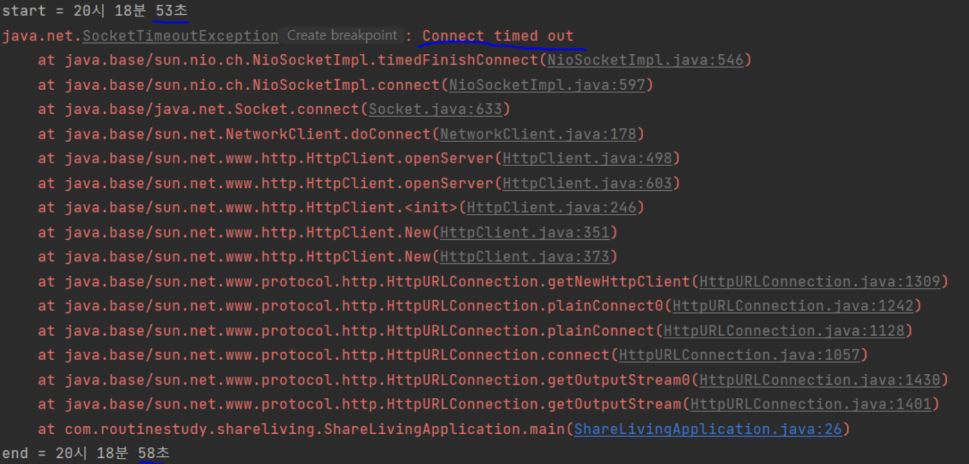 start = 20시 18분 53초
java.net.SocketTimeoutException Create breakpoint : Connect timed out
at java.base/sun.nio.ch.NioSocketImpl.timedFinishConnect(NioSocketImpl.java:546)
at java.base/sun.nio.ch.NioSocketImpl.connect(NioSocketImpl.java:597)
at java.base/java.net.Socket.connect(Socket.java:633)
at java.base/sun.net.NetworkClient.doConnect(NetworkClient.java:178)
at java.base/sun.net.www.http.HttpClient.openServer(HttpClient.java:498)
at java.base/sun.net.www.http.HttpClient.openServer(HttpClient.java:603)
at java.base/sun.net.www.http.HttpClient.<init>(HttpClient.java:246)
at java.base/sun.net.www.http.HttpClient.New(HttpClient.java:351)
at java.base/sun.net.www.http.HttpClient.New(HttpClient.java:373)
at java.base/sun.net.www.protocol.http.HttpURLConnection.getNewHttpClient(HttpURLConnection.java:1309)
at java.base/sun.net.www.protocol.http.HttpURLConnection.plainConnect0(HttpURLConnection.java:1242)
at java.base/sun.net.www.protocol.http.HttpURLConnection.plainConnect(HttpURLConnection.java:1128)
at java.base/sun.net.www.protocol.http.HttpURLConnection.connect(HttpURLConnection.java:1057)
at java.base/sun.net.www.protocol.http.HttpURLConnection.getOutputStream0(HttpURLConnection.java:1430)
at java.base/sun.net.www.protocol.http.HttpURLConnection.getOutputStream(HttpURLConnection.java:1401)
at com.routinestudy.shareliving.ShareLivingApplication.main(ShareLivingApplication.java:26)
end = 20시 18분 58초